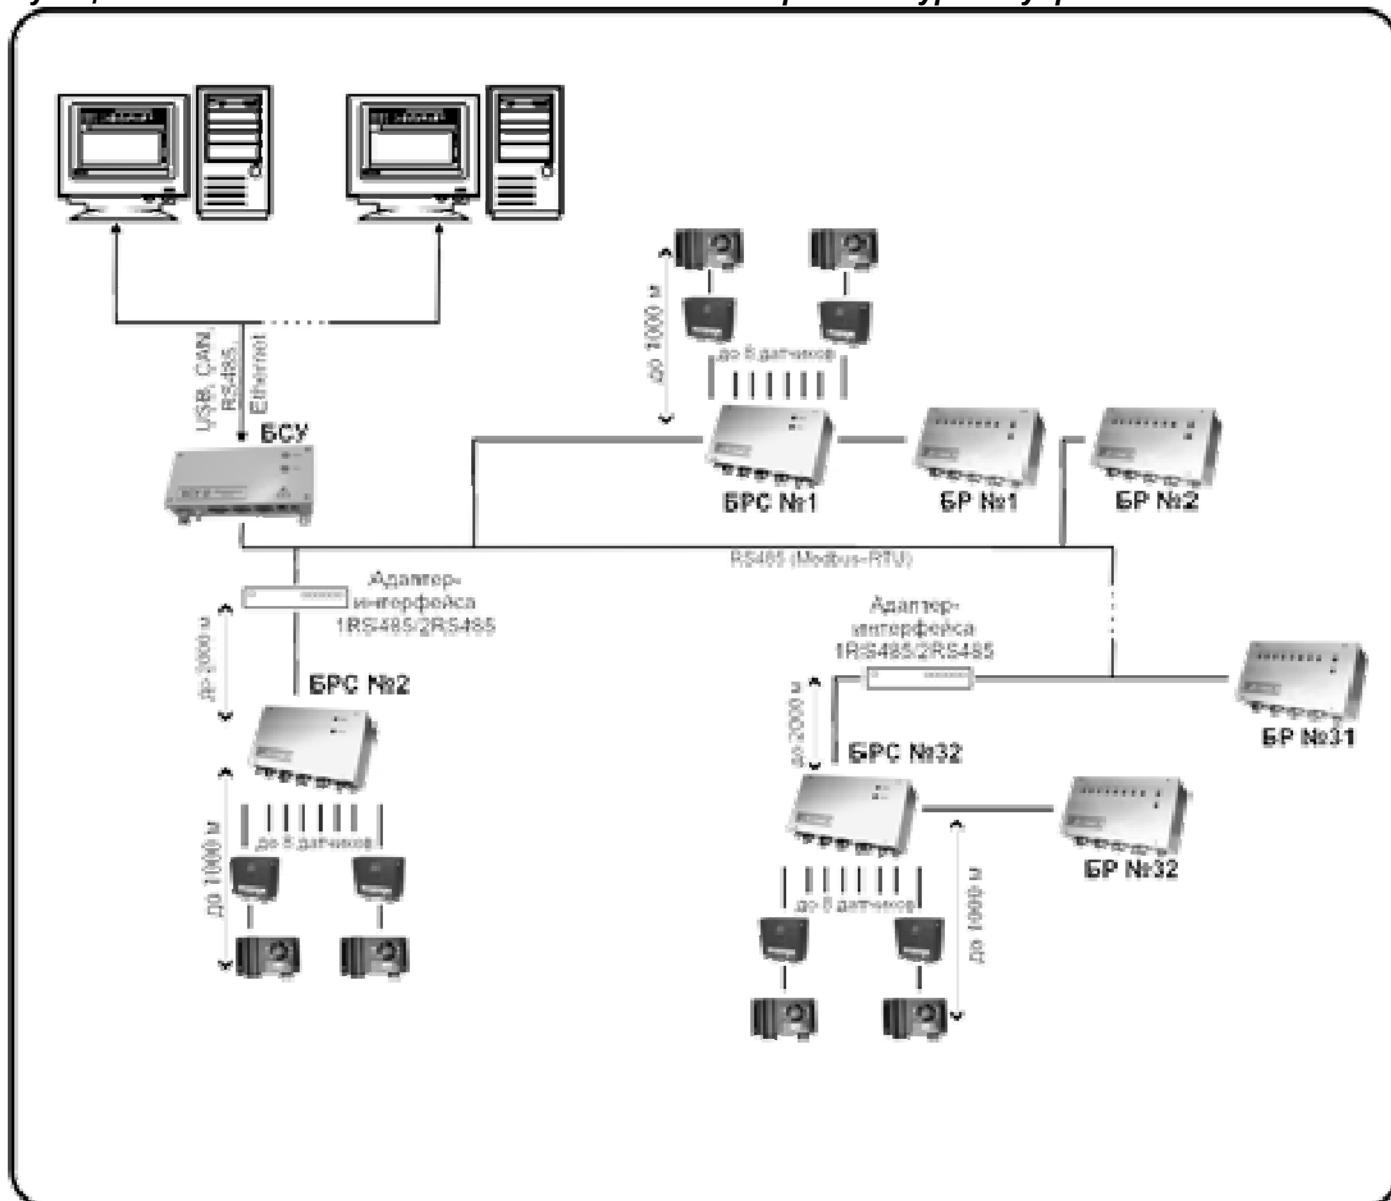 до 1000 м
до 8 датчиков
USB, CAN,
RS485,
Ethernet
БСУ
БРС №1
БР №1
БР №2
RS485 (Modbus-RTU)
Адаптер-
интерфейса
1RS485/2RS485
до 2000 м
БРС №2
Адаптер-
интерфейса
1RS485/2RS485
до 2000 м
БР №31
БРС №32
до 1000 м
до 8 датчиков
БР №32
до 8 датчиков
до 1000 м